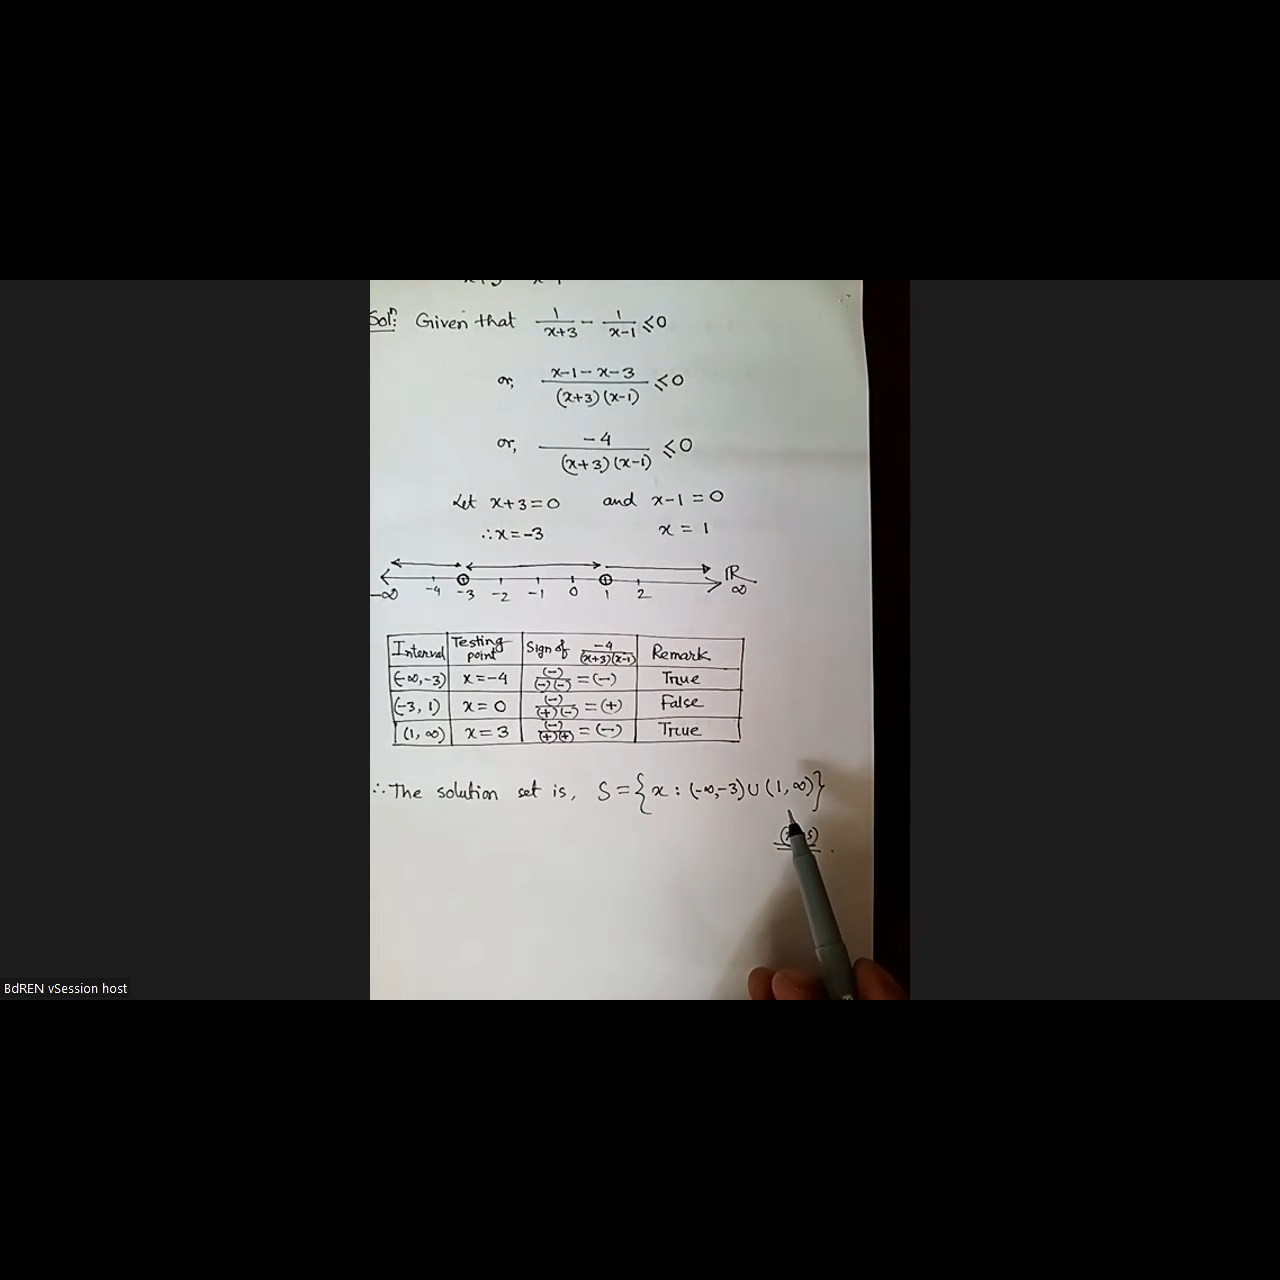 Solⁿ: Given that 1/(x+3) − 1/(x−1) ⩽ 0
or, (x−1−x−3)/((x+3)(x−1)) ⩽ 0
or, −4/((x+3)(x−1)) ⩽ 0
Let x+3=0 and x−1=0
∴x=−3 x = 1
−∞ −4 −3 −2 −1 0 1 2 ℝ ∞
Interval Testing point Sign of −4/((x+3)(x−1)) Remark
(−∞,−3) x=−4 (−)/(−)(−) = (−) True
(−3, 1) x = 0 (−)/(+)(−) = (+) False
(1, ∞) x = 3 (−)/(+)(+) = (−) True
∴ The solution set is, S = {x : (−∞,−3)∪(1,∞)}
BdREN vSession host